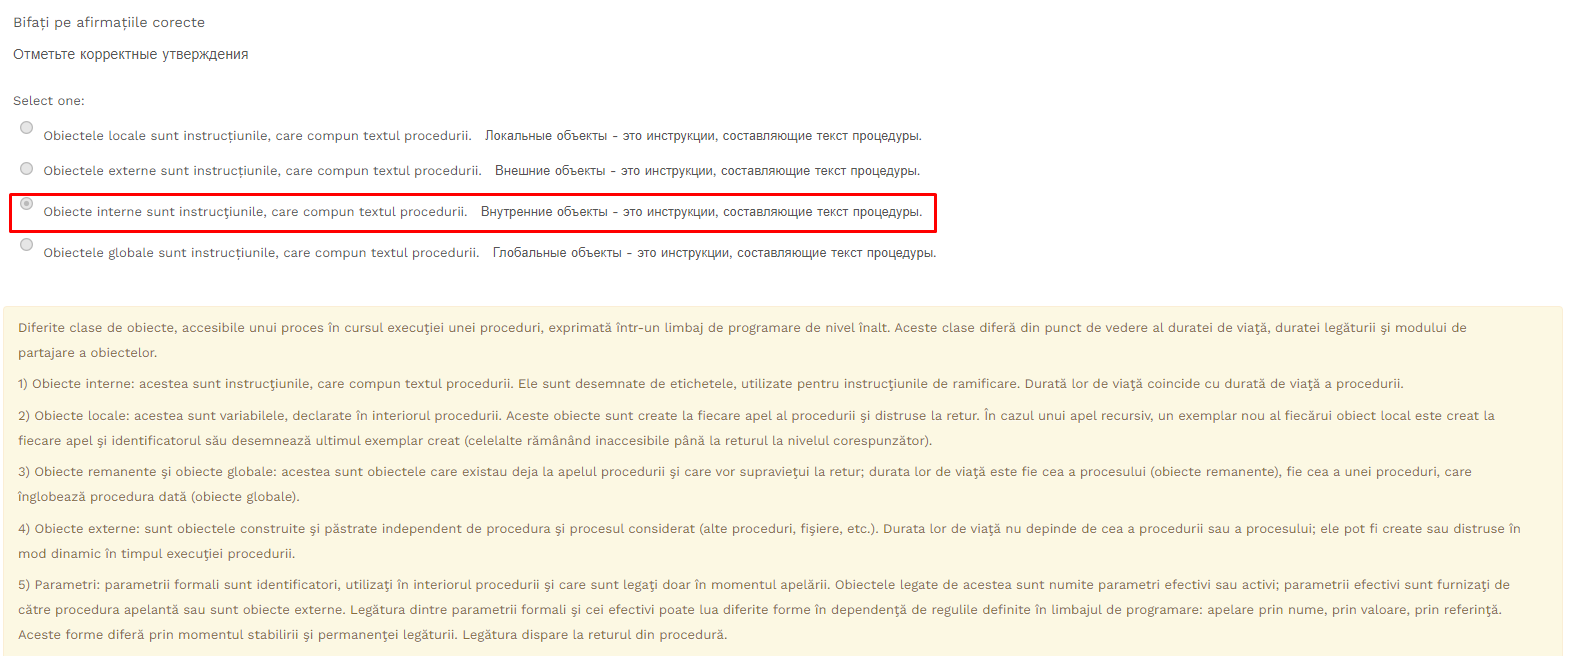 Bifați pe afirmațiile corecte
Отметьте корректные утверждения
Select one:
Obiectele locale sunt instrucțiunile, care compun textul procedurii. Локальные объекты - это инструкции, составляющие текст процедуры.
Obiectele externe sunt instrucțiunile, care compun textul procedurii. Внешние объекты - это инструкции, составляющие текст процедуры.
Obiecte interne sunt instrucţiunile, care compun textul procedurii. Внутренние объекты - это инструкции, составляющие текст процедуры.
Obiectele globale sunt instrucțiunile, care compun textul procedurii. Глобальные объекты - это инструкции, составляющие текст процедуры.
Diferite clase de obiecte, accesibile unui proces în cursul execuţiei unei proceduri, exprimată într-un limbaj de programare de nivel înalt. Aceste clase diferă din punct de vedere al duratei de viaţă, duratei legăturii şi modului de
partajare a obiectelor.
1) Obiecte interne: acestea sunt instrucţiunile, care compun textul procedurii. Ele sunt desemnate de etichetele, utilizate pentru instrucţiunile de ramificare. Durată lor de viaţă coincide cu durată de viaţă a procedurii.
2) Obiecte locale: acestea sunt variabilele, declarate în interiorul procedurii. Aceste obiecte sunt create la fiecare apel al procedurii şi distruse la retur. În cazul unui apel recursiv, un exemplar nou al fiecărui obiect local este creat la
fiecare apel şi identificatorul său desemnează ultimul exemplar creat (celelalte rămânând inaccesibile până la returul la nivelul corespunzător).
3) Obiecte remanente şi obiecte globale: acestea sunt obiectele care existau deja la apelul procedurii şi care vor supravieţui la retur; durata lor de viaţă este fie cea a procesului (obiecte remanente), fie cea a unei proceduri, care
înglobează procedura dată (obiecte globale).
4) Obiecte externe: sunt obiectele construite şi păstrate independent de procedura şi procesul considerat (alte proceduri, fişiere, etc.). Durata lor de viaţă nu depinde de cea a procedurii sau a procesului; ele pot fi create sau distruse în
mod dinamic în timpul execuţiei procedurii.
5) Parametri: parametrii formali sunt identificatori, utilizaţi în interiorul procedurii şi care sunt legaţi doar în momentul apelării. Obiectele legate de acestea sunt numite parametri efectivi sau activi; parametrii efectivi sunt furnizaţi de
către procedura apelantă sau sunt obiecte externe. Legătura dintre parametrii formali şi cei efectivi poate lua diferite forme în dependenţă de regulile definite în limbajul de programare: apelare prin nume, prin valoare, prin referinţă.
Aceste forme diferă prin momentul stabilirii şi permanenţei legăturii. Legătura dispare la returul din procedură.